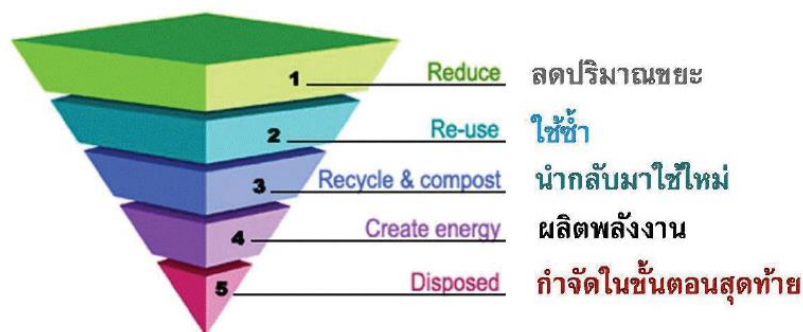 1 Reduce ลดปริมาณขยะ
2 Re-use ใช้ซ้ำ
3 Recycle & compost นำกลับมาใช้ใหม่
4 Create energy ผลิตพลังงาน
5 Disposed กำจัดในขั้นตอนสุดท้าย